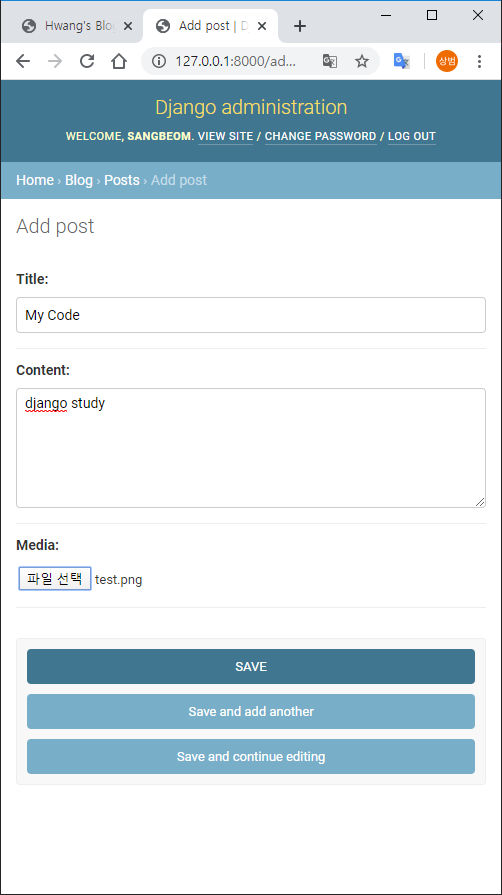 Hwang's Blog
Add post | D
127.0.0.1:8000/ad...
상범
Django administration
WELCOME, SANGBEOM. VIEW SITE / CHANGE PASSWORD / LOG OUT
Home › Blog › Posts › Add post
Add post
Title:
My Code
Content:
django study
Media:
파일 선택 test.png
SAVE
Save and add another
Save and continue editing